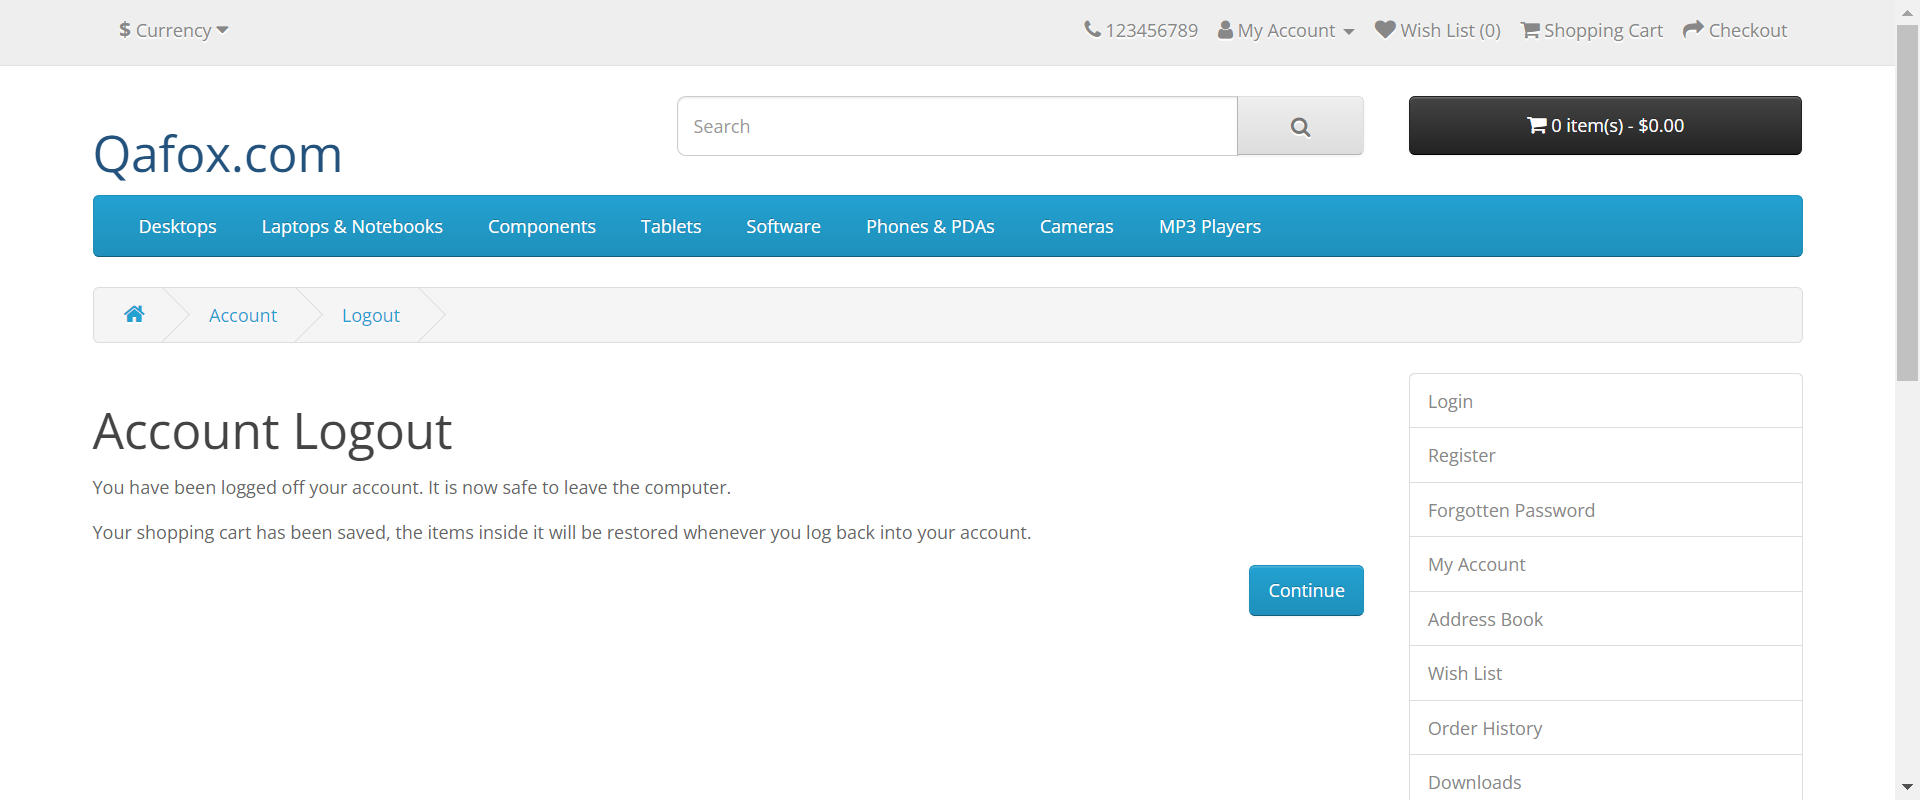 $ Currency
123456789 My Account Wish List (0) Shopping Cart Checkout
Qafox.com
Search
0 item(s) - $0.00
Desktops Laptops & Notebooks Components Tablets Software Phones & PDAs Cameras MP3 Players
Account Logout
Account Logout
You have been logged off your account. It is now safe to leave the computer.
Your shopping cart has been saved, the items inside it will be restored whenever you log back into your account.
Continue
Login
Register
Forgotten Password
My Account
Address Book
Wish List
Order History
Downloads